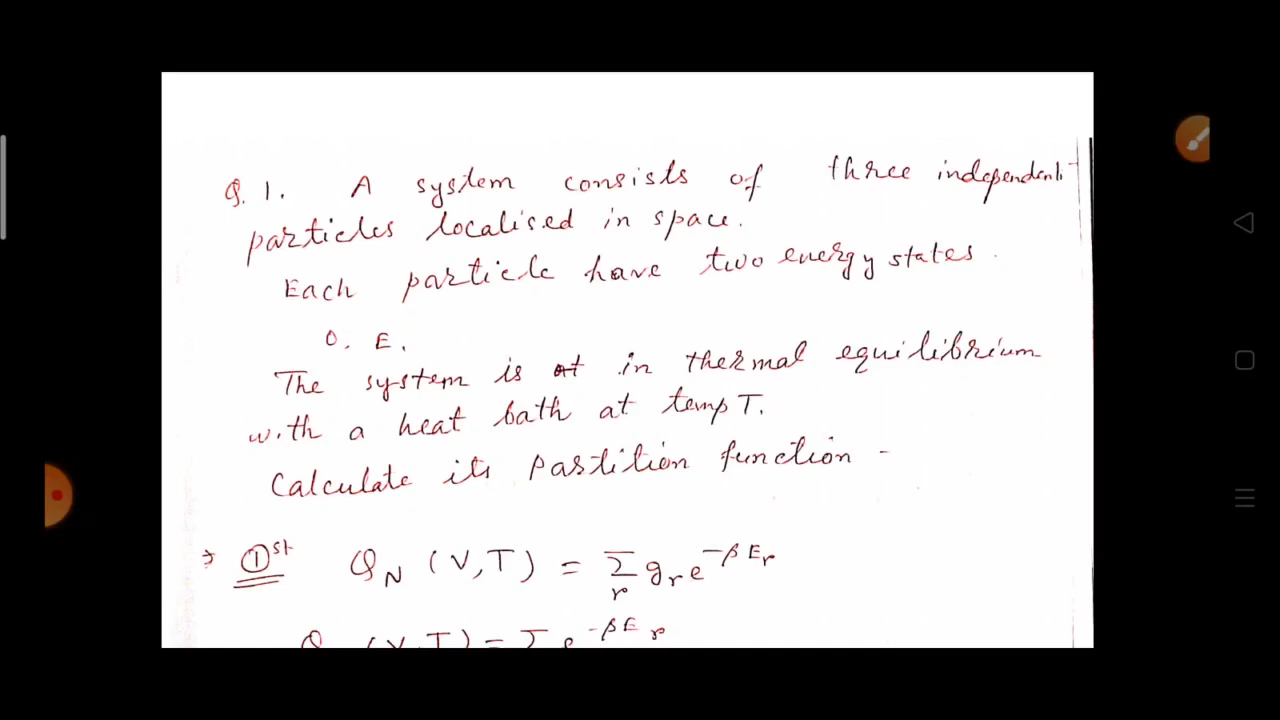 Q. 1. A system consists of three independent
particles localised in space.
Each particle have two energy states.
0, E.
The system is at in thermal equilibrium
with a heat bath at temp T.
Calculate its partition function -
→ ①st Q_N (V,T) = Σ_r g_r e^{-βE_r}
(V,T) = Σ e^{-βE_r}